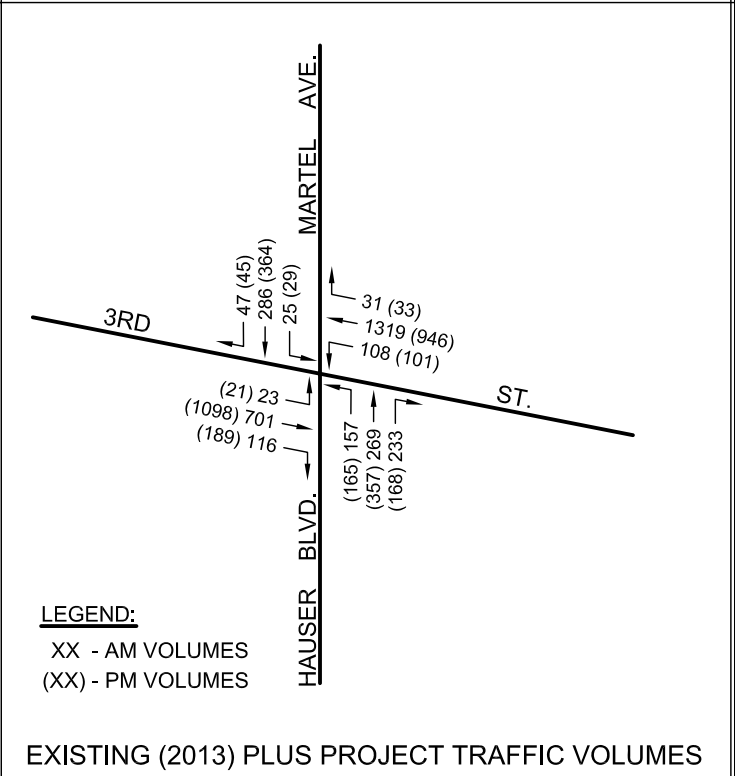 MARTEL AVE.
47 (45)
286 (364)
25 (29)
31 (33)
1319 (946)
108 (101)
3RD
ST.
(21) 23
(1098) 701
(189) 116
(165) 157
(357) 269
(168) 233
HAUSER BLVD.
LEGEND:
XX - AM VOLUMES
(XX) - PM VOLUMES
EXISTING (2013) PLUS PROJECT TRAFFIC VOLUMES